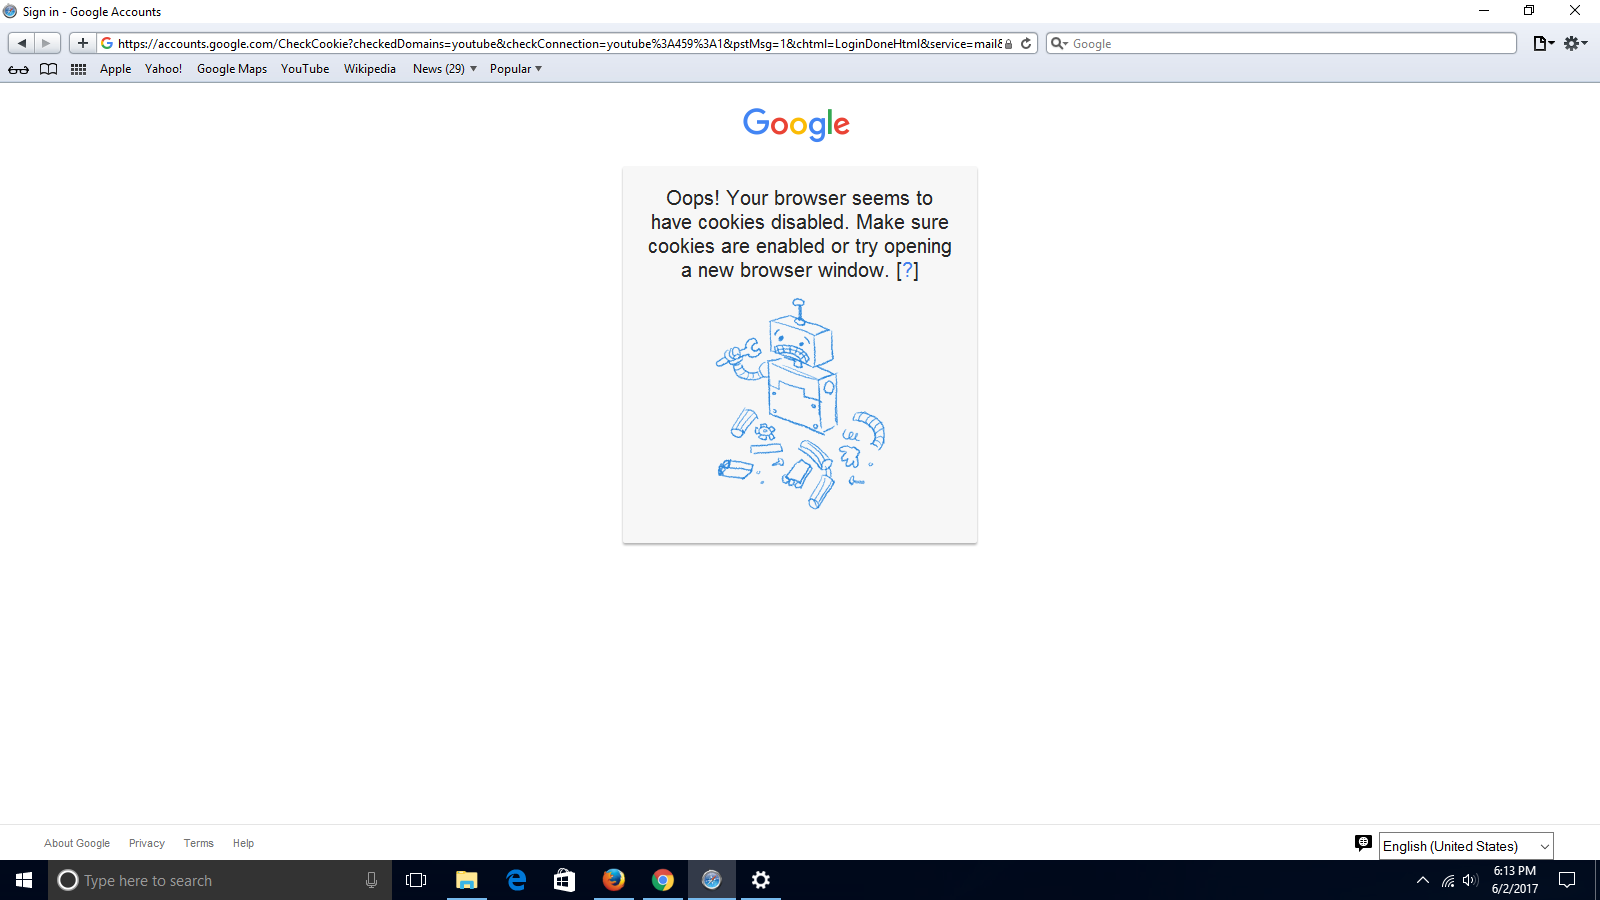 Sign in - Google Accounts
https://accounts.google.com/CheckCookie?checkedDomains=youtube&checkConnection=youtube%3A459%3A1&pstMsg=1&chtml=LoginDoneHtml&service=mail&
Google
Apple Yahoo! Google Maps YouTube Wikipedia News (29) Popular
Google
Oops! Your browser seems to
have cookies disabled. Make sure
cookies are enabled or try opening
a new browser window. [?]
About Google Privacy Terms Help
English (United States)
Type here to search
6:13 PM
6/2/2017